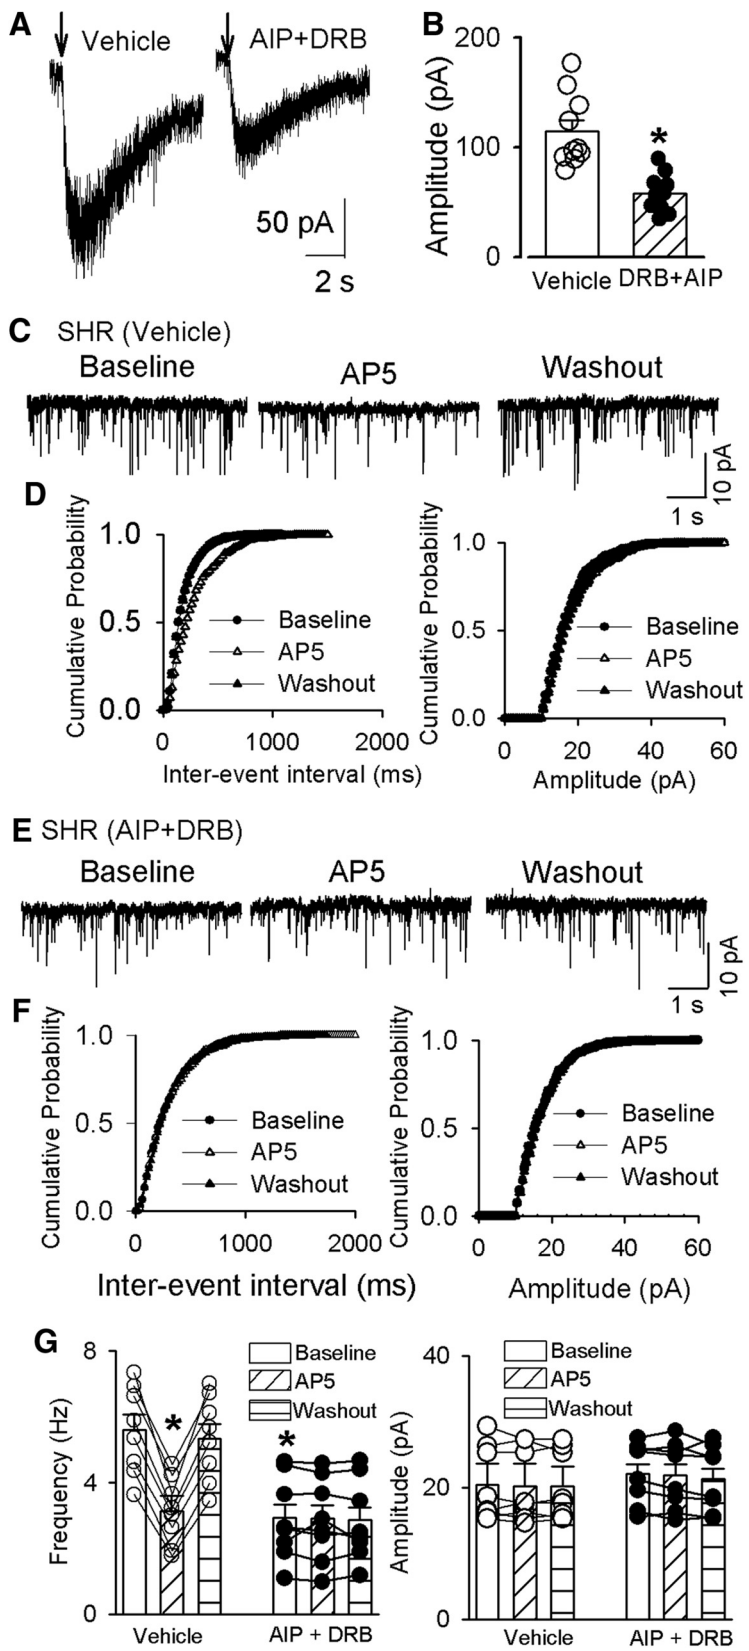 A
Vehicle
AIP+DRB
50 pA
2 s
B
Amplitude (pA)
200
100
0
*
Vehicle
DRB+AIP
C
SHR (Vehicle)
Baseline
AP5
Washout
10 pA
1 s
D
Cumulative Probability
1.0
0.5
0.0
Baseline
AP5
Washout
0
1000
2000
Inter-event interval (ms)
Cumulative Probability
1.0
0.5
0.0
Baseline
AP5
Washout
0
20
40
60
Amplitude (pA)
E
SHR (AIP+DRB)
Baseline
AP5
Washout
10 pA
1 s
F
Cumulative Probability
1.0
0.5
0.0
Baseline
AP5
Washout
0
1000
2000
Inter-event interval (ms)
Cumulative Probability
1.0
0.5
0.0
Baseline
AP5
Washout
0
20
40
60
Amplitude (pA)
G
Frequency (Hz)
8
4
0
Baseline
AP5
Washout
*
*
Vehicle
AIP + DRB
Amplitude (pA)
40
20
0
Baseline
AP5
Washout
Vehicle
AIP + DRB